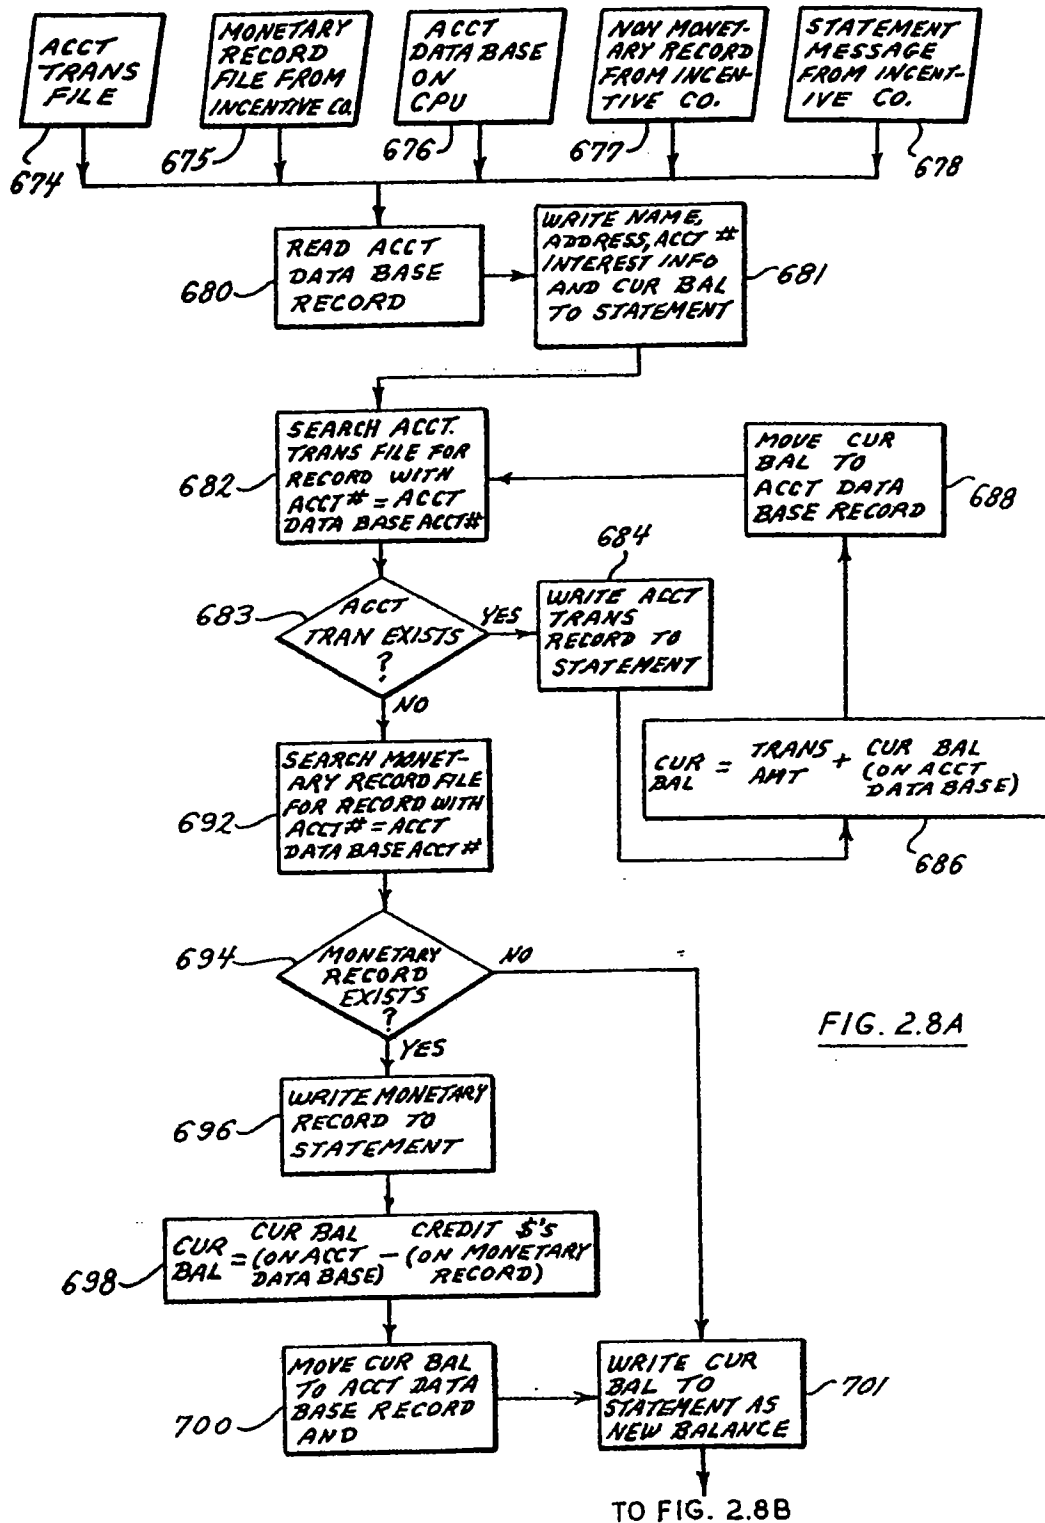 ACCT
TRANS
FILE
MONETARY
RECORD
FILE FROM
INCENTIVE CO.
ACCT
DATA BASE
ON
CPU
NON MONET-
ARY RECORD
FROM INCEN-
TIVE CO.
STATEMENT
MESSAGE
FROM INCENT-
IVE CO.
674
675
676
677
678
READ ACCT
DATA BASE
RECORD
680
WRITE NAME,
ADDRESS, ACCT #
INTEREST INFO
AND CUR BAL
TO STATEMENT
681
SEARCH ACCT.
TRANS FILE FOR
RECORD WITH
ACCT # = ACCT
DATA BASE ACCT#
682
MOVE CUR
BAL TO
ACCT DATA
BASE RECORD
688
683
ACCT
TRAN EXISTS
?
YES
NO
684
WRITE ACCT
TRANS
RECORD TO
STATEMENT
CUR BAL = TRANS AMT + CUR BAL
(ON ACCT
DATA BASE)
686
SEARCH MONET-
ARY RECORD FILE
FOR RECORD WITH
ACCT # = ACCT
DATA BASE ACCT #
692
694
MONETARY
RECORD
EXISTS
?
NO
YES
FIG. 2.8A
WRITE MONETARY
RECORD TO
STATEMENT
696
CUR BAL CREDIT $'S
CUR BAL = (ON ACCT - (ON MONETARY
DATA BASE) RECORD)
698
MOVE CUR BAL
TO ACCT DATA
BASE RECORD
AND
700
WRITE CUR
BAL TO
STATEMENT AS
NEW BALANCE
701
TO FIG. 2.8B